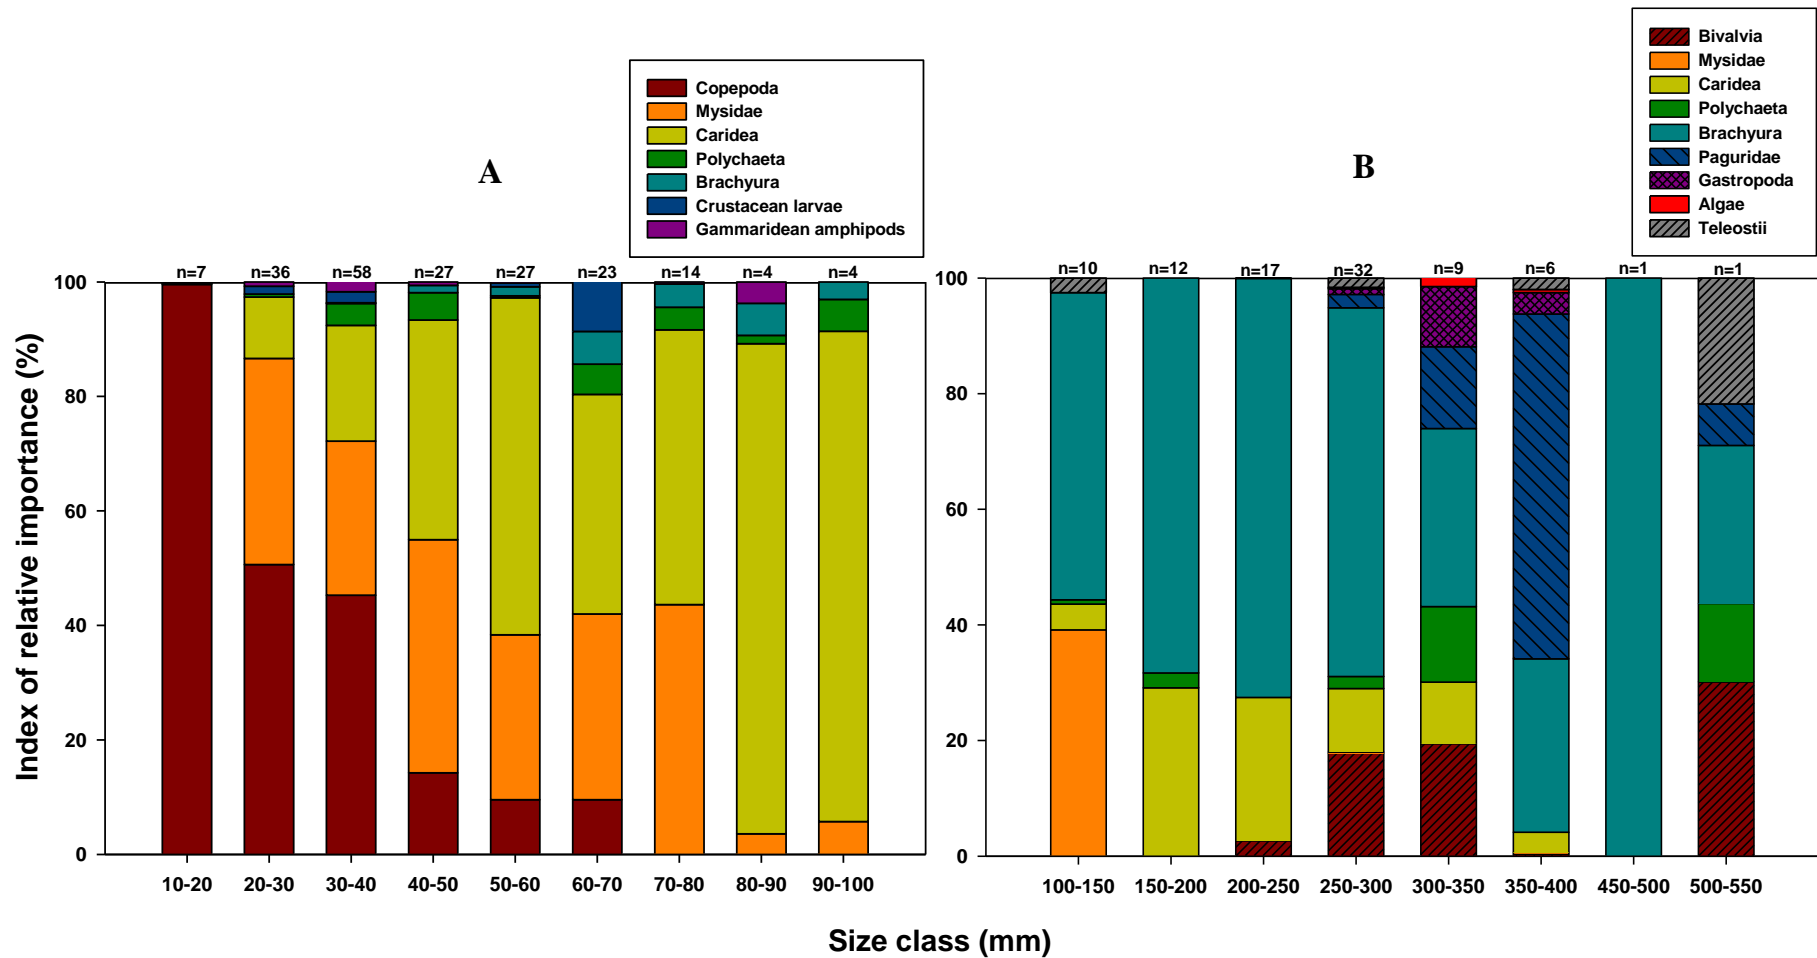 Bivalvia
Mysidae
Caridea
Polychaeta
Brachyura
Paguridae
Gastropoda
Algae
Teleostii
Copepoda
Mysidae
Caridea
Polychaeta
Brachyura
Crustacean larvae
Gammaridean amphipods
A
B
n=7 n=36 n=58 n=27 n=27 n=23 n=14 n=4 n=4
n=10 n=12 n=17 n=32 n=9 n=6 n=1 n=1
Index of relative importance (%)
100
80
60
40
20
0
100
80
60
40
20
0
10-20 20-30 30-40 40-50 50-60 60-70 70-80 80-90 90-100
100-150 150-200 200-250 250-300 300-350 350-400 450-500 500-550
Size class (mm)